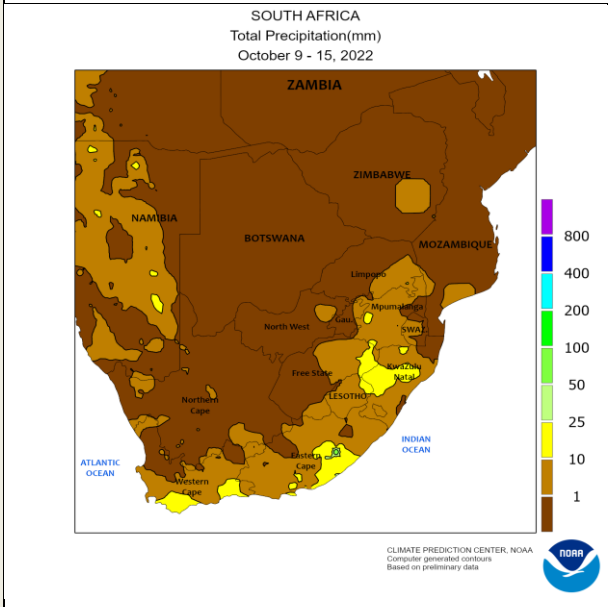 SOUTH AFRICA
Total Precipitation(mm)
October 9 - 15, 2022
ZAMBIA
ZIMBABWE
NAMIBIA
BOTSWANA
MOZAMBIQUE
Limpopo
Mpumalanga
North West
Gau.
SWAZ.
Free State
KwaZulu
Natal
LESOTHO
Northern
Cape
Eastern
Cape
Western
Cape
ATLANTIC
OCEAN
INDIAN
OCEAN
800
400
200
100
50
25
10
1
CLIMATE PREDICTION CENTER, NOAA
Computer generated contours
Based on preliminary data
NOAA